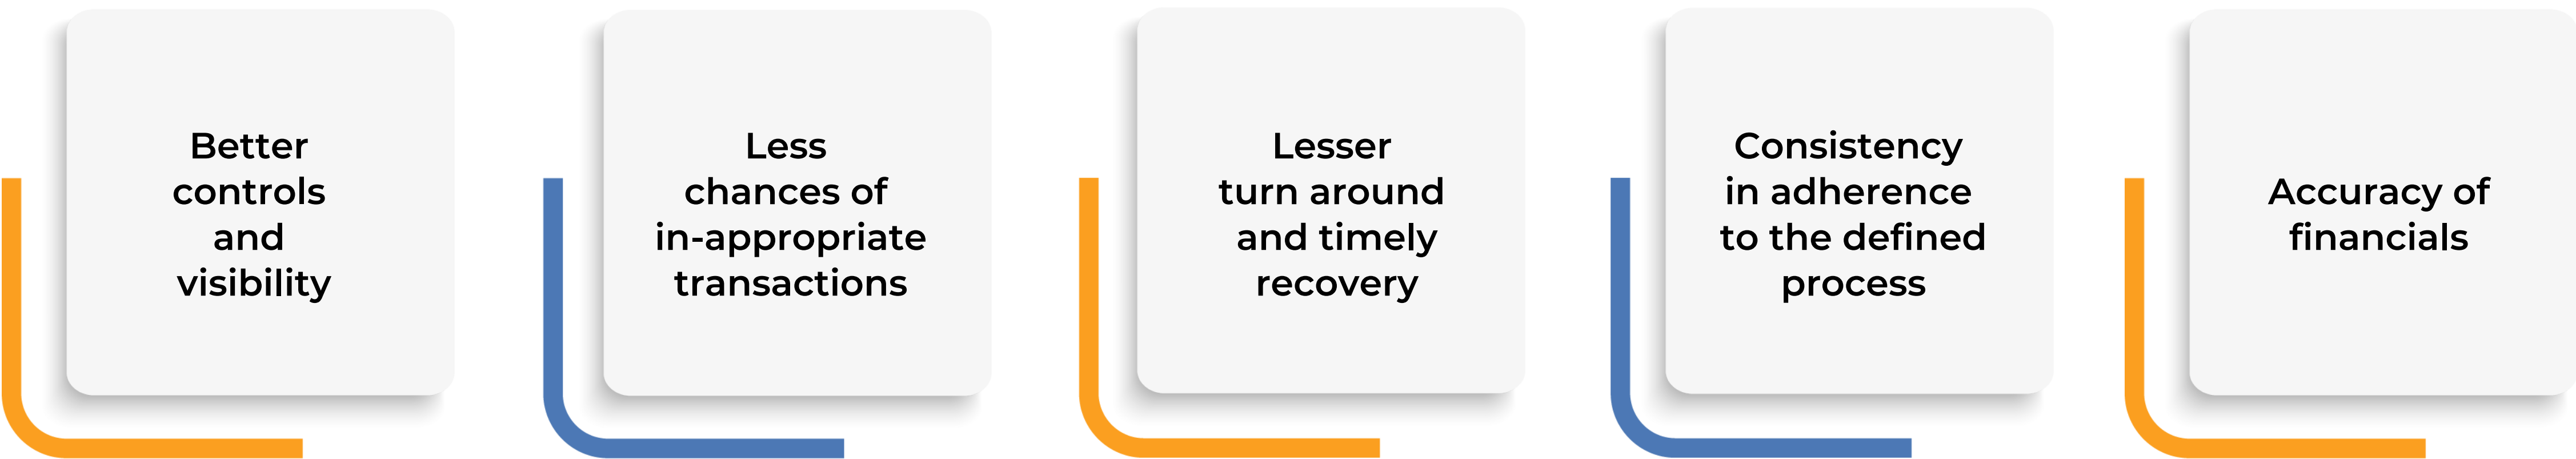 Better
controls
and
visibility
Less
chances of
in-appropriate
transactions
Lesser
turn around
and timely
recovery
Consistency
in adherence
to the defined
process
Accuracy of
financials